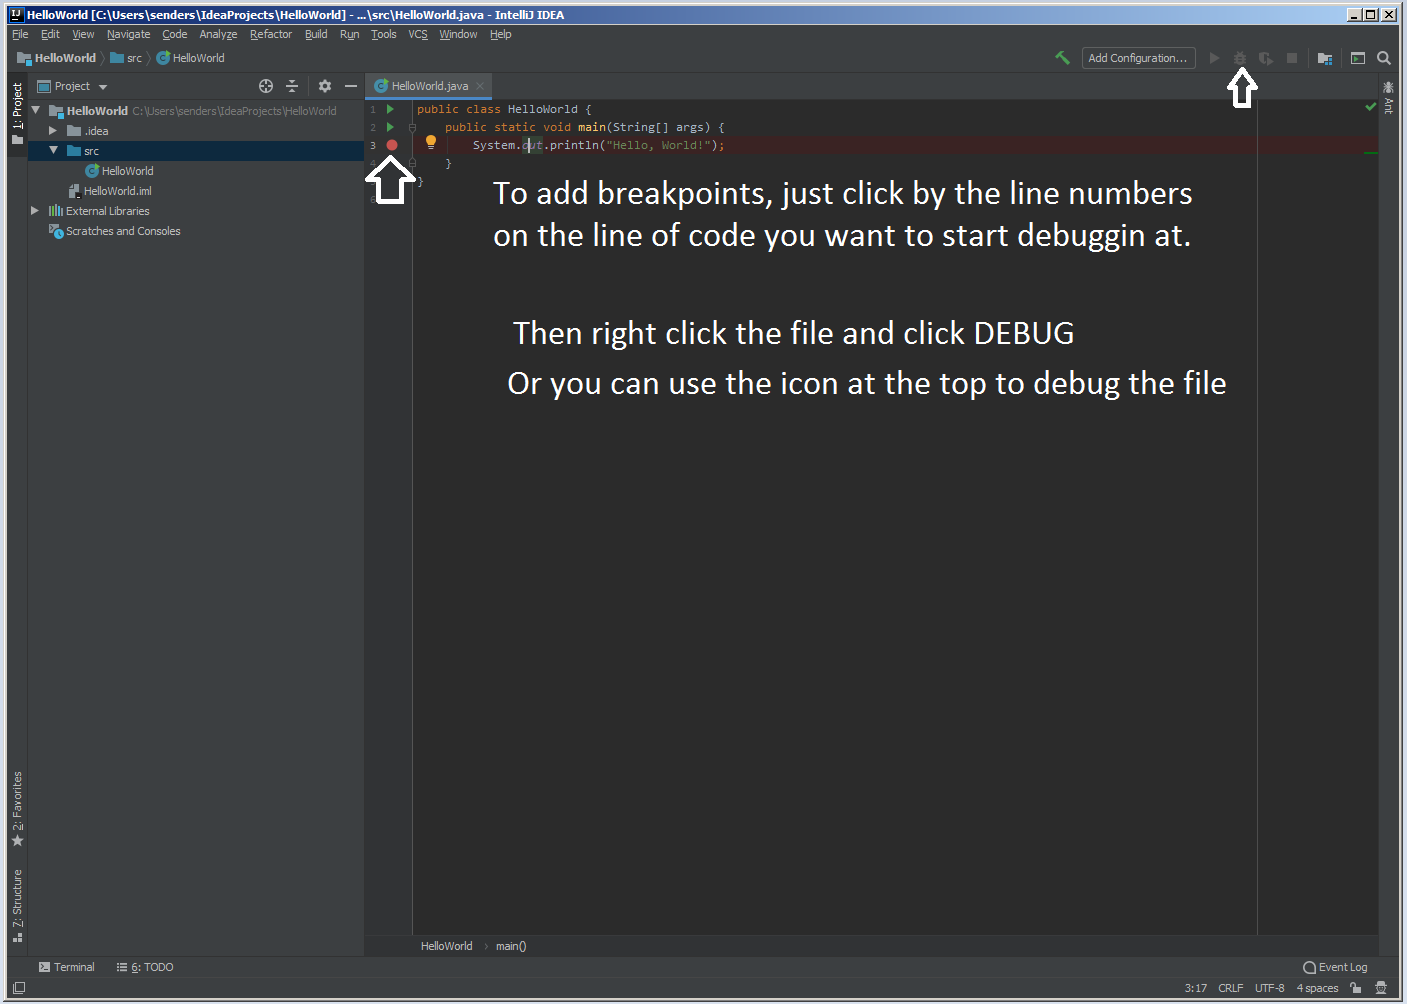 HelloWorld [C:\Users\senders\IdeaProjects\HelloWorld] - ...\src\HelloWorld.java - IntelliJ IDEA
File Edit View Navigate Code Analyze Refactor Build Run Tools VCS Window Help
HelloWorld src HelloWorld
Add Configuration...
1: Project
Project
HelloWorld.java
Ant
HelloWorld C:\Users\senders\IdeaProjects\HelloWorld
.idea
src
HelloWorld
HelloWorld.iml
External Libraries
Scratches and Consoles
1 public class HelloWorld {
2 public static void main(String[] args) {
3 System.out.println("Hello, World!");
4 }
}
6
To add breakpoints, just click by the line numbers
on the line of code you want to start debuggin at.
Then right click the file and click DEBUG
Or you can use the icon at the top to debug the file
2: Favorites
7: Structure
HelloWorld main()
Terminal 6: TODO
Event Log
3:17 CRLF UTF-8 4 spaces